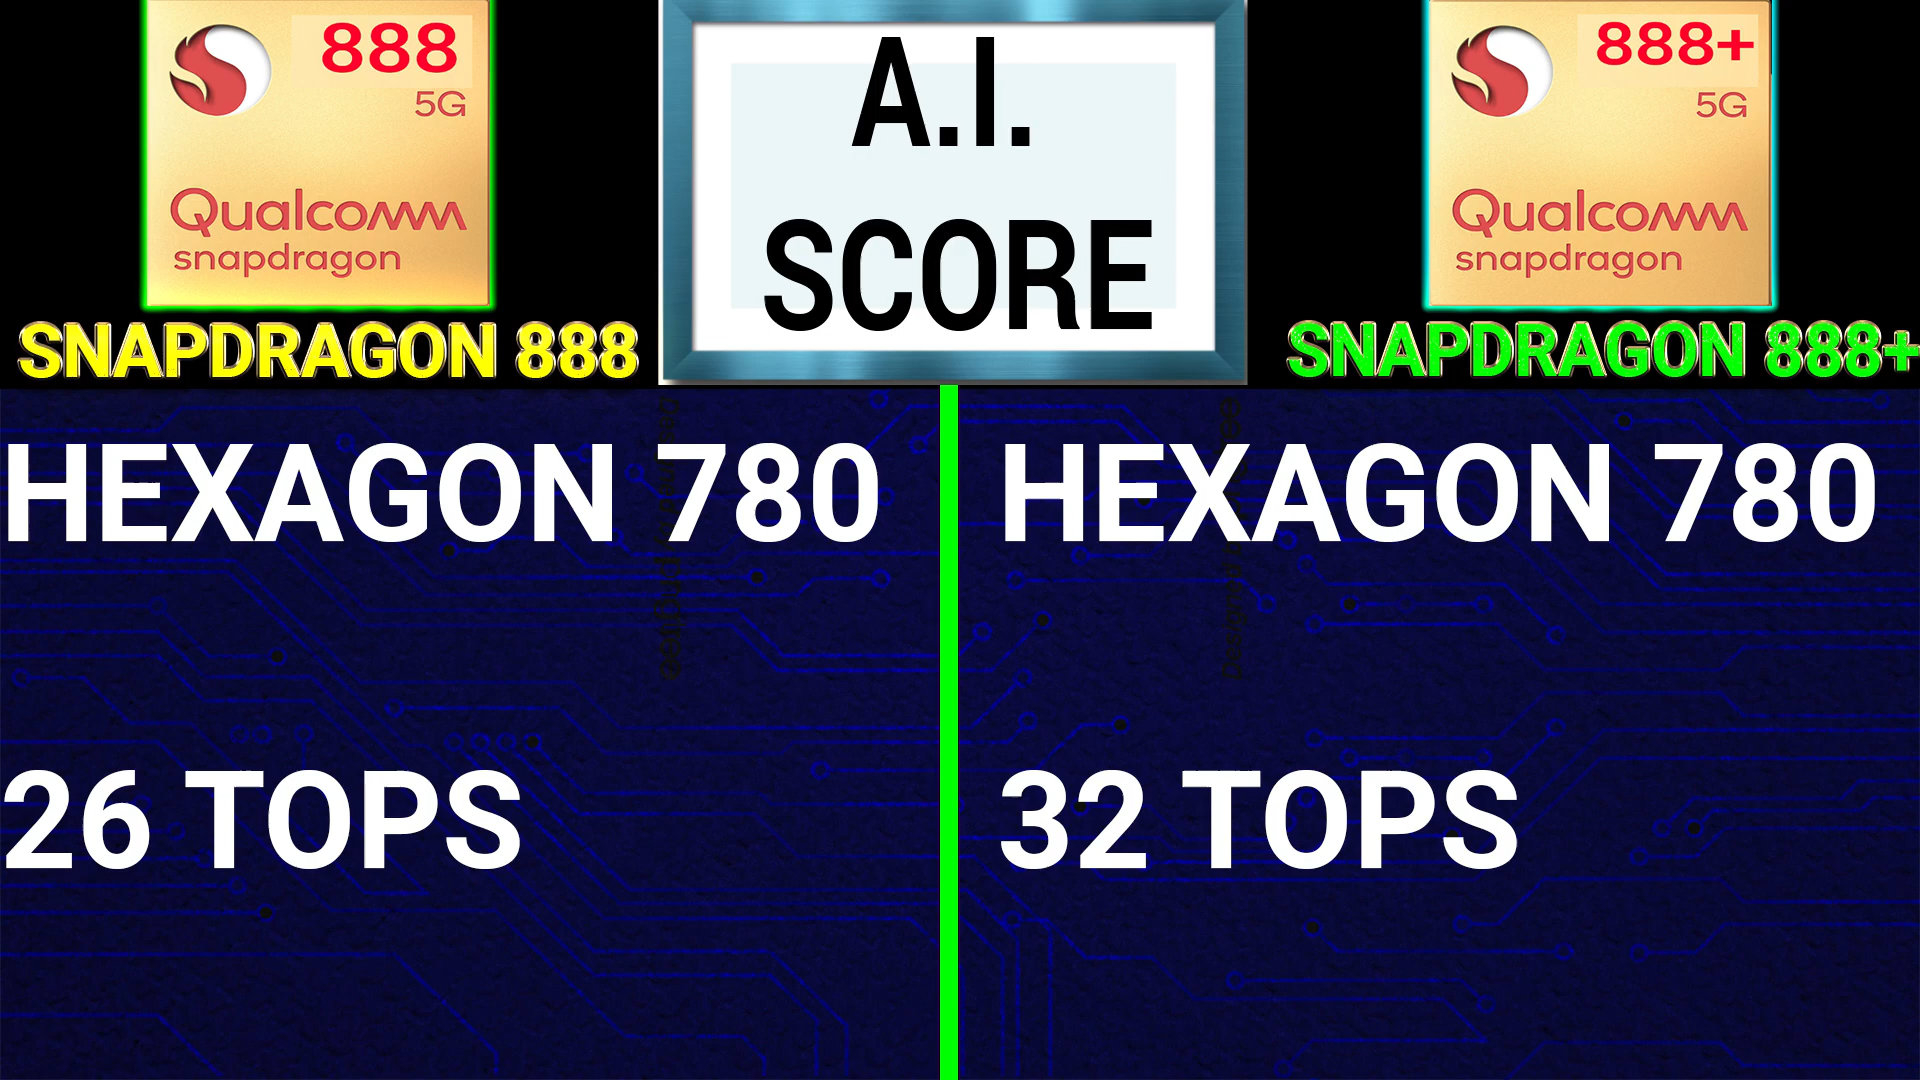 888
5G
Qualcomm
snapdragon
SNAPDRAGON 888
A.I.
SCORE
888+
5G
Qualcomm
snapdragon
SNAPDRAGON 888+
HEXAGON 780
26 TOPS
HEXAGON 780
32 TOPS